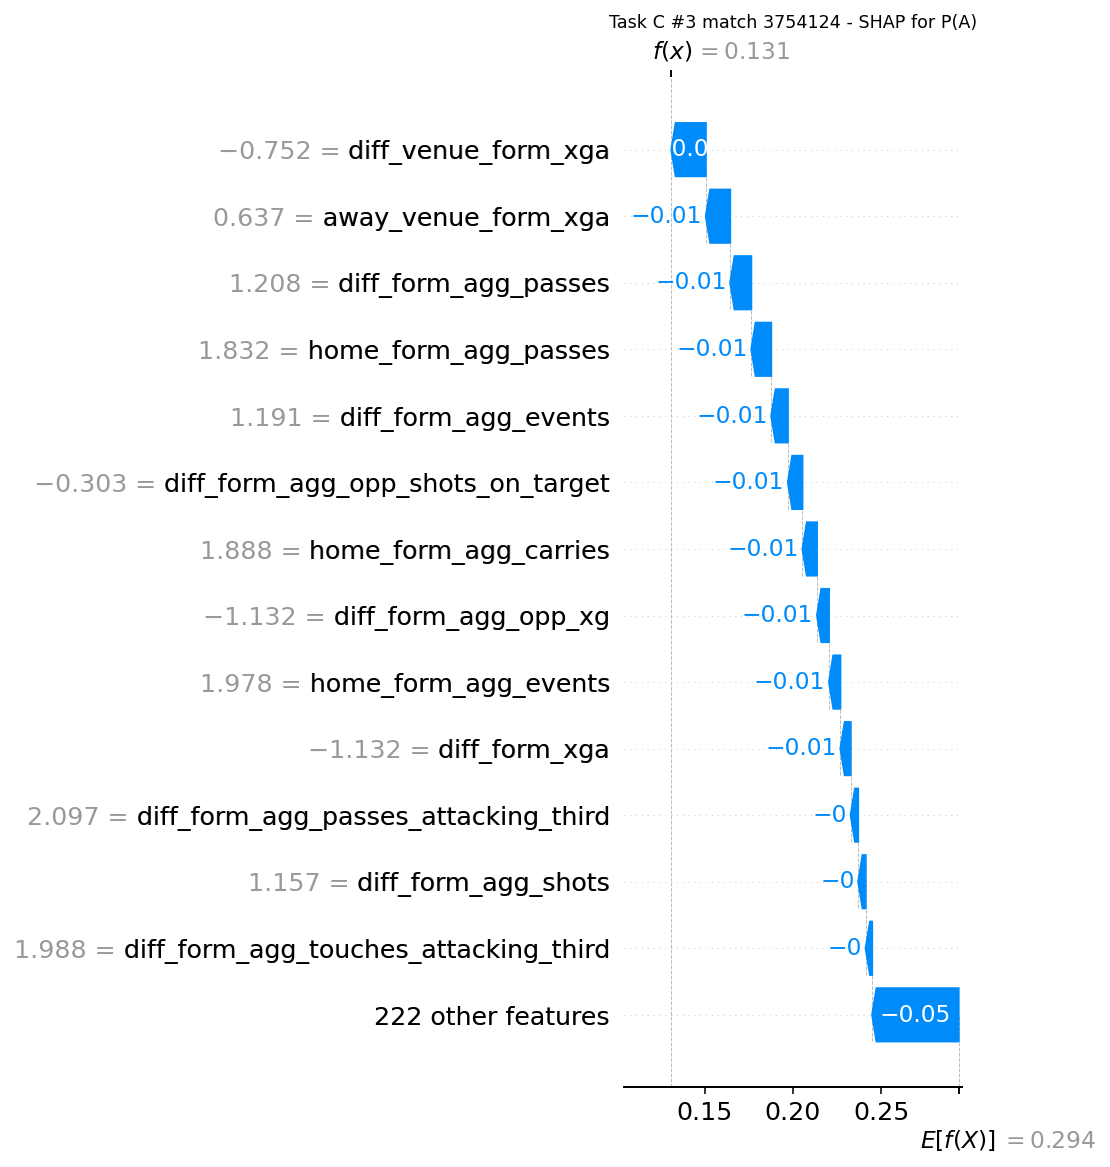 Task C #3 match 3754124 - SHAP for P(A)
f(x) = 0.131
−0.752 = diff_venue_form_xga
0.637 = away_venue_form_xga −0.01
1.208 = diff_form_agg_passes −0.01
1.832 = home_form_agg_passes −0.01
1.191 = diff_form_agg_events −0.01
−0.303 = diff_form_agg_opp_shots_on_target −0.01
1.888 = home_form_agg_carries −0.01
−1.132 = diff_form_agg_opp_xg −0.01
1.978 = home_form_agg_events −0.01
−1.132 = diff_form_xga −0.01
2.097 = diff_form_agg_passes_attacking_third −0
1.157 = diff_form_agg_shots −0
1.988 = diff_form_agg_touches_attacking_third −0
222 other features −0.05
0.15 0.20 0.25
E[f(X)] = 0.294